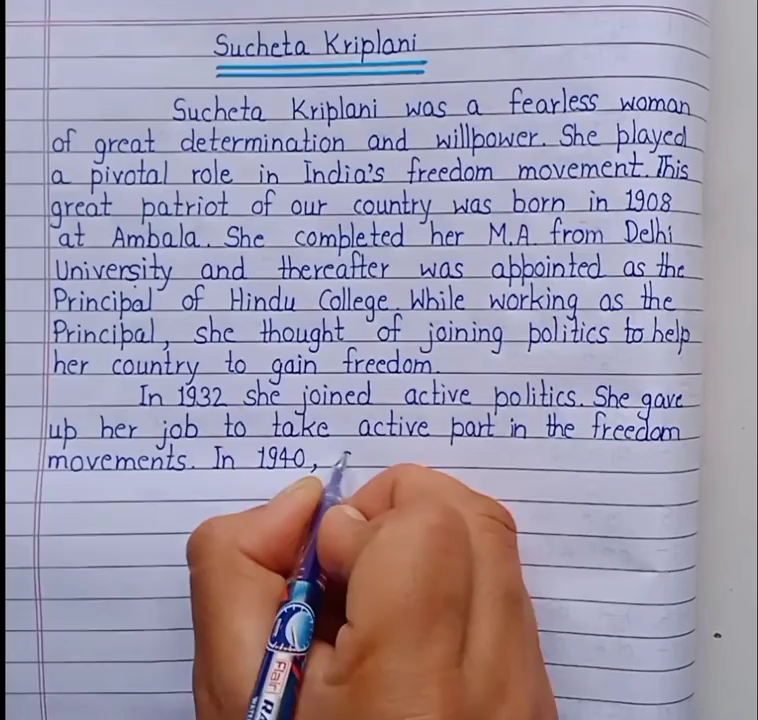 Sucheta Kriplani
Sucheta Kriplani was a fearless woman
of great determination and willpower. She played
a pivotal role in India's freedom movement. This
great patriot of our country was born in 1908
at Ambala. She completed her M.A. from Delhi
University and thereafter was appointed as the
Principal of Hindu College. While working as the
Principal, she thought of joining politics to help
her country to gain freedom.
In 1932 she joined active politics. She gave
up her job to take active part in the freedom
movements. In 1940,
Flair